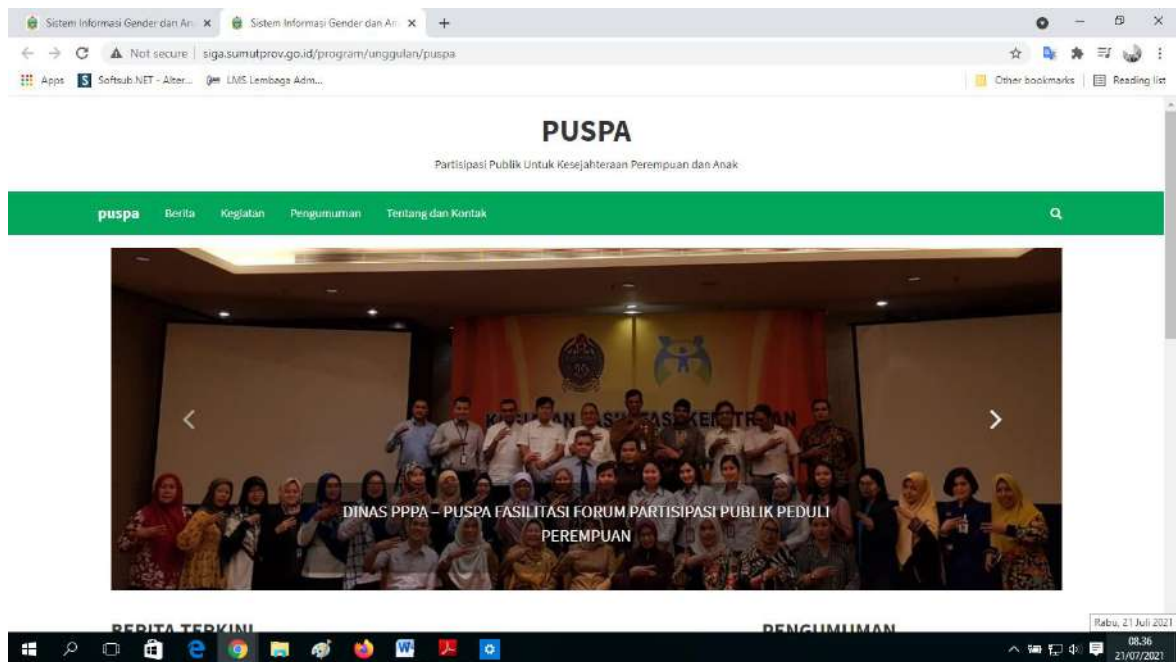 Sistem Informasi Gender dan An
Sistem Informasi Gender dan An
Not secure | siga.sumutprov.go.id/program/unggulan/puspa
Apps
Softsub.NET - Alter...
LMS Lembaga Adm...
Other bookmarks
Reading list
PUSPA
Partisipasi Publik Untuk Kesejahteraan Perempuan dan Anak
puspa Berita Kegiatan Pengumuman Tentang dan Kontak
DINAS PPPA – PUSPA FASILITASI FORUM PARTISIPASI PUBLIK PEDULI
PEREMPUAN
BERITA TERKINI
PENGUMUMAN
Rabu, 21 Juli 2021
08.36
21/07/2021